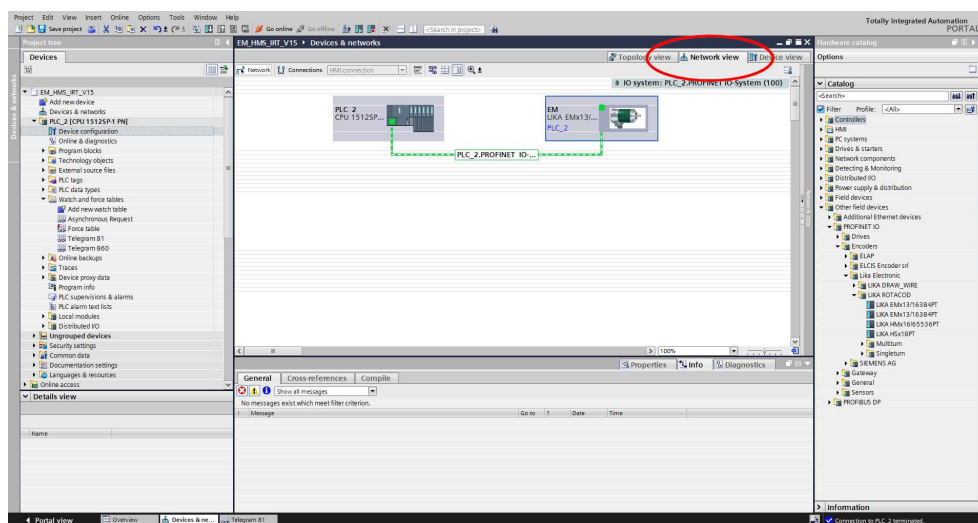 Project Edit View Insert Online Options Tools Window Help
Totally Integrated Automation
PORTAL
Save project Go online Go offline <Search in project>
Project tree
EM_HMS_IRT_V15 Devices & networks
Hardware catalog
Devices
Topology view Network view Device view
Options
Network Connections HMI connection
IO system: PLC_2.PROFINET IO-System (100)
Catalog
<Search>
Filter Profile: <All>
Devices & networks
EM_HMS_IRT_V15
Add new device
Devices & networks
PLC_2 [CPU 1512SP-1 PN]
Device configuration
Online & diagnostics
Program blocks
Technology objects
External source files
PLC tags
PLC data types
Watch and force tables
Add new watch table
Asynchronous Request
Force table
Telegram 81
Telegram 860
Online backups
Traces
Device proxy data
Program info
PLC supervisions & alarms
PLC alarm text lists
Local modules
Distributed I/O
Ungrouped devices
Security settings
Common data
Documentation settings
Languages & resources
Online access
Details view
Name
PLC_2
CPU 1512SP...
EM
LIKA EMx13/...
PLC_2
PLC_2.PROFINET IO-...
Network data
100%
Properties Info Diagnostics
General Cross-references Compile
Show all messages
No messages exist which meet filter criterion.
! Message Go to ? Date Time
Controllers
HMI
PC systems
Drives & starters
Network components
Detecting & Monitoring
Distributed I/O
Power supply & distribution
Field devices
Other field devices
Additional Ethernet devices
PROFINET IO
Drives
Encoders
ELAP
ELCIS Encoder srl
Lika Electronic
LIKA DRAW_WIRE
LIKA ROTACOD
LIKA EMx13/16384PT
LIKA EMx13/16384PT
LIKA HMx16/65536PT
LIKA HSx18PT
Multiturn
Singleturn
SIEMENS AG
Gateway
General
Sensors
PROFIBUS DP
Information
Portal view Overview Devices & ne... Telegram 81
Connection to PLC_2 terminated.